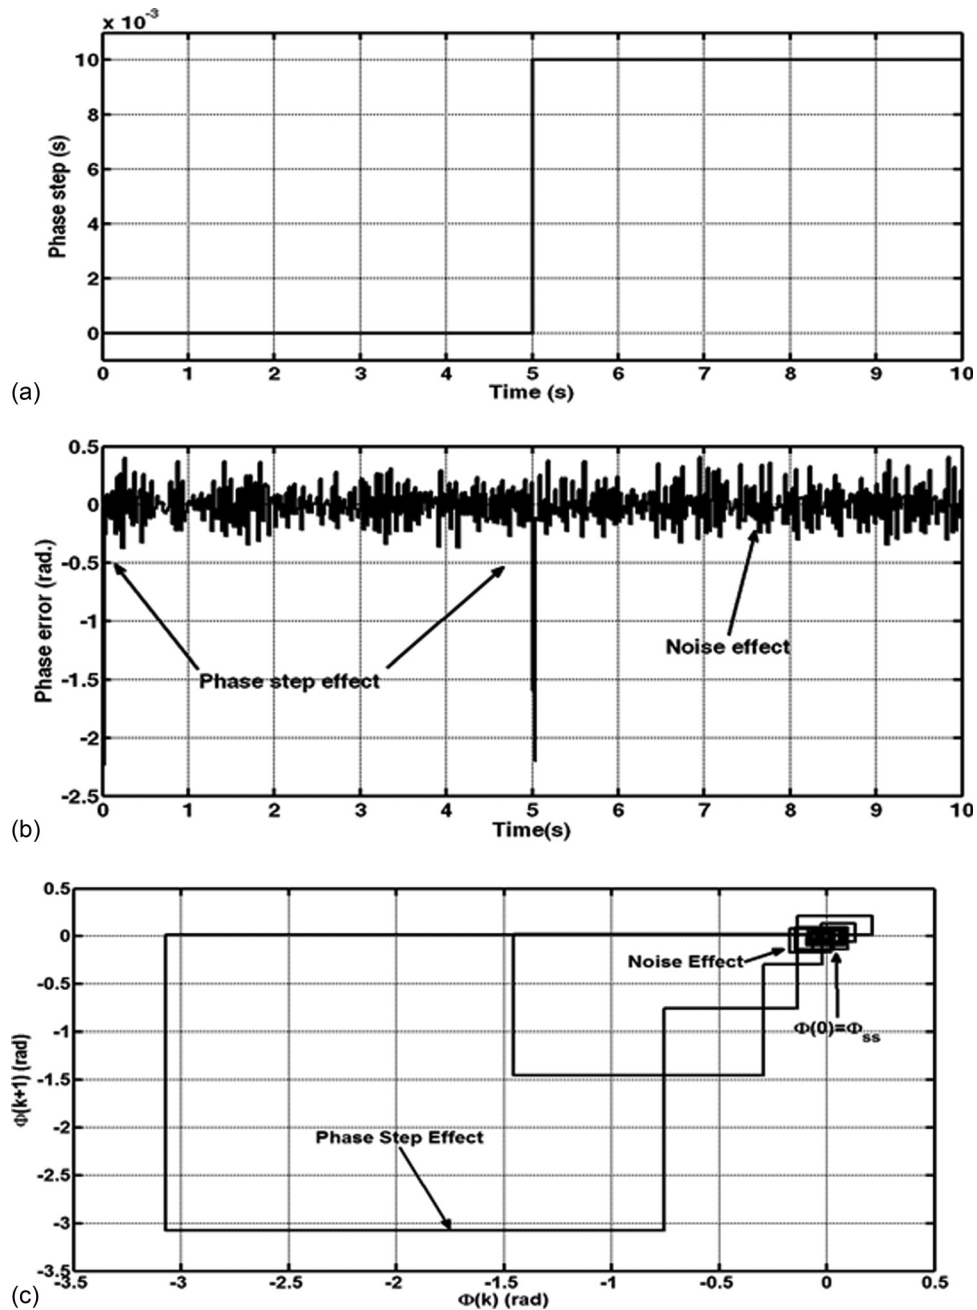 x 10⁻³
10
8
6
4
2
0
Phase step (s)
0 1 2 3 4 5 6 7 8 9 10
Time (s)
(a)
0.5
0
-0.5
-1
-1.5
-2
-2.5
Phase error (rad.)
Phase step effect
Noise effect
0 1 2 3 4 5 6 7 8 9 10
Time(s)
(b)
0.5
0
-0.5
-1
-1.5
-2
-2.5
-3
-3.5
Φ(k+1) (rad)
Noise Effect
Φ(0)=Φss
Phase Step Effect
-3.5 -3 -2.5 -2 -1.5 -1 -0.5 0 0.5
Φ(k) (rad)
(c)